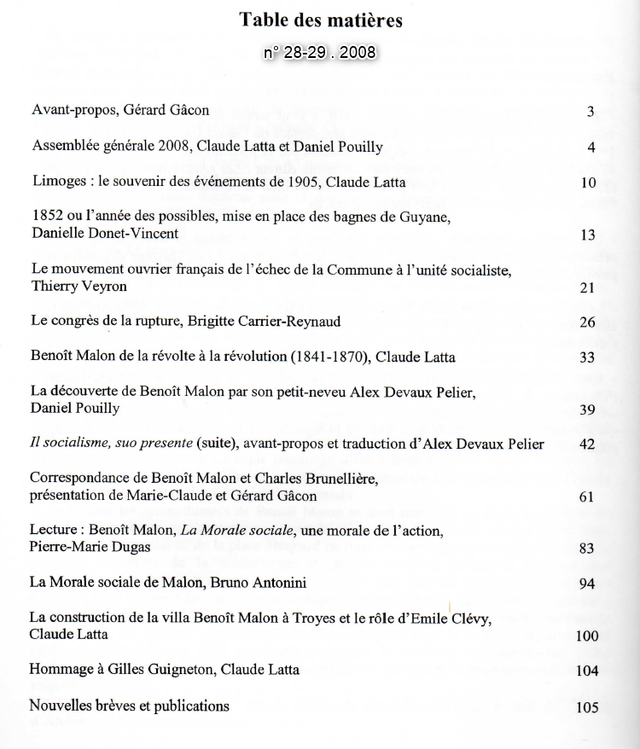 Table des matières
n° 28-29 . 2008
Avant-propos, Gérard Gâcon 3
Assemblée générale 2008, Claude Latta et Daniel Pouilly 4
Limoges : le souvenir des événements de 1905, Claude Latta 10
1852 ou l'année des possibles, mise en place des bagnes de Guyane,
Danielle Donet-Vincent 13
Le mouvement ouvrier français de l'échec de la Commune à l'unité socialiste,
Thierry Veyron 21
Le congrès de la rupture, Brigitte Carrier-Reynaud 26
Benoît Malon de la révolte à la révolution (1841-1870), Claude Latta 33
La découverte de Benoît Malon par son petit-neveu Alex Devaux Pelier,
Daniel Pouilly 39
Il socialisme, suo presente (suite), avant-propos et traduction d'Alex Devaux Pelier 42
Correspondance de Benoît Malon et Charles Brunellière,
présentation de Marie-Claude et Gérard Gâcon 61
Lecture : Benoît Malon, La Morale sociale, une morale de l'action,
Pierre-Marie Dugas 83
La Morale sociale de Malon, Bruno Antonini 94
La construction de la villa Benoît Malon à Troyes et le rôle d'Emile Clévy,
Claude Latta 100
Hommage à Gilles Guigneton, Claude Latta 104
Nouvelles brèves et publications 105